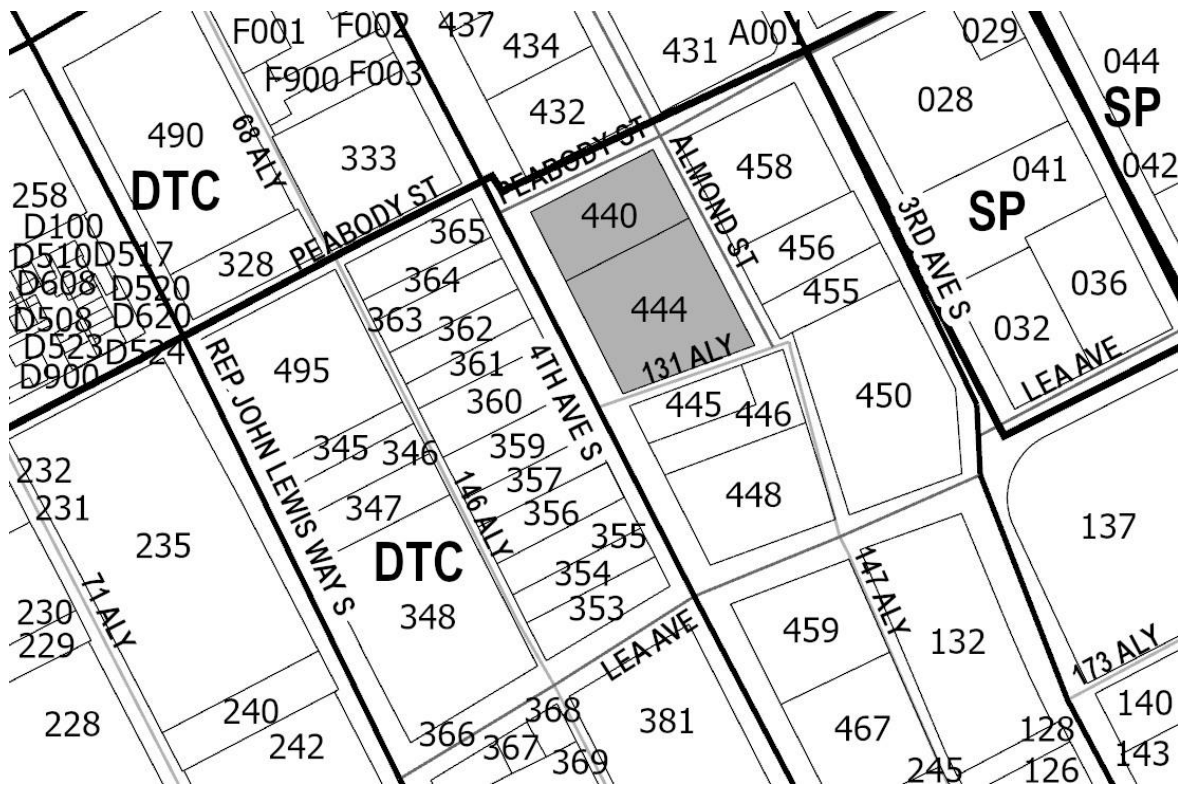 F001
F002
437
434
431
A001
029
044
F900
F003
028
SP
432
490
68 ALY
333
PEABODY ST
ALMOND ST
458
041
042
258
DTC
440
3RD AVE S
SP
D100
PEABODY ST
365
456
D510
D517
328
364
455
036
D608
D520
444
D508
D620
363
362
032
D523
D524
REP. JOHN LEWIS WAY S
4TH AVE S
131 ALY
LEA AVE
D900
495
361
360
445
446
450
345
346
359
232
231
347
146 ALY
357
448
356
137
235
DTC
355
147 ALY
71 ALY
354
230
348
353
459
132
229
LEA AVE
173 ALY
240
368
381
140
228
242
366
367
467
128
143
369
245
126